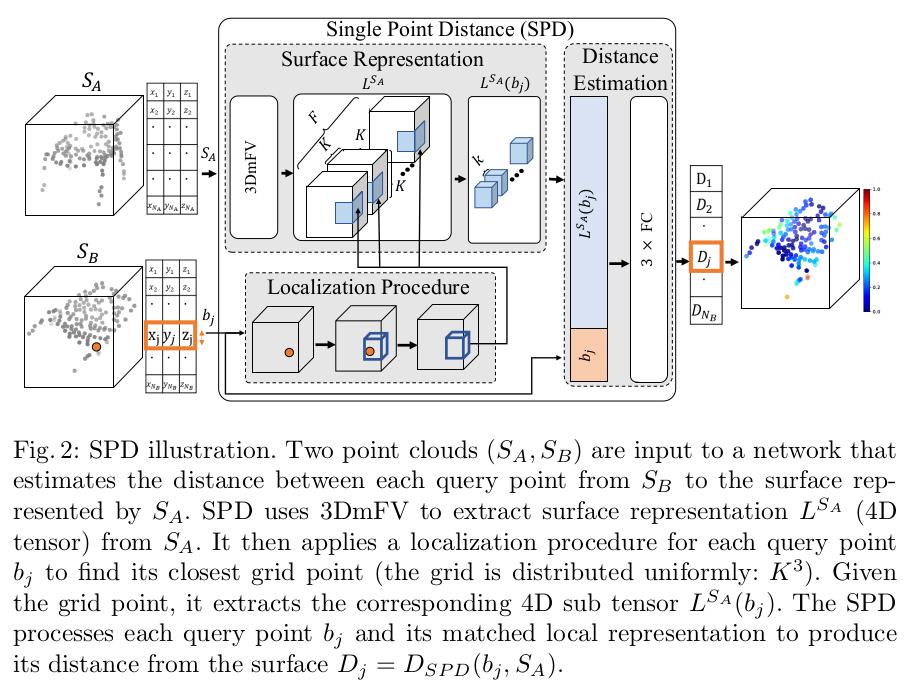 Single Point Distance (SPD)
Surface Representation
Distance
Estimation
S_A
x_1 y_1 z_1
x_2 y_2 z_2
. . .
. . .
x_{N_A} y_{N_A} z_{N_A}
S_A
3DmFV
L^{S_A}
F
K
K
K
L^{S_A}(b_j)
k
L^{S_A}(b_j)
b_j
3 × FC
D_1
D_2
.
D_j
.
D_{N_B}
1.0
0.8
0.6
0.4
0.2
0.0
S_B
x_1 y_1 z_1
x_2 y_2 z_2
. . .
x_j y_j z_j
. . .
x_{N_B} y_{N_B} z_{N_B}
b_j
Localization Procedure
Fig. 2: SPD illustration. Two point clouds (S_A, S_B) are input to a network that
estimates the distance between each query point from S_B to the surface rep-
resented by S_A. SPD uses 3DmFV to extract surface representation L^{S_A} (4D
tensor) from S_A. It then applies a localization procedure for each query point
b_j to find its closest grid point (the grid is distributed uniformly: K^3). Given
the grid point, it extracts the corresponding 4D sub tensor L^{S_A}(b_j). The SPD
processes each query point b_j and its matched local representation to produce
its distance from the surface D_j = D_{SPD}(b_j, S_A).